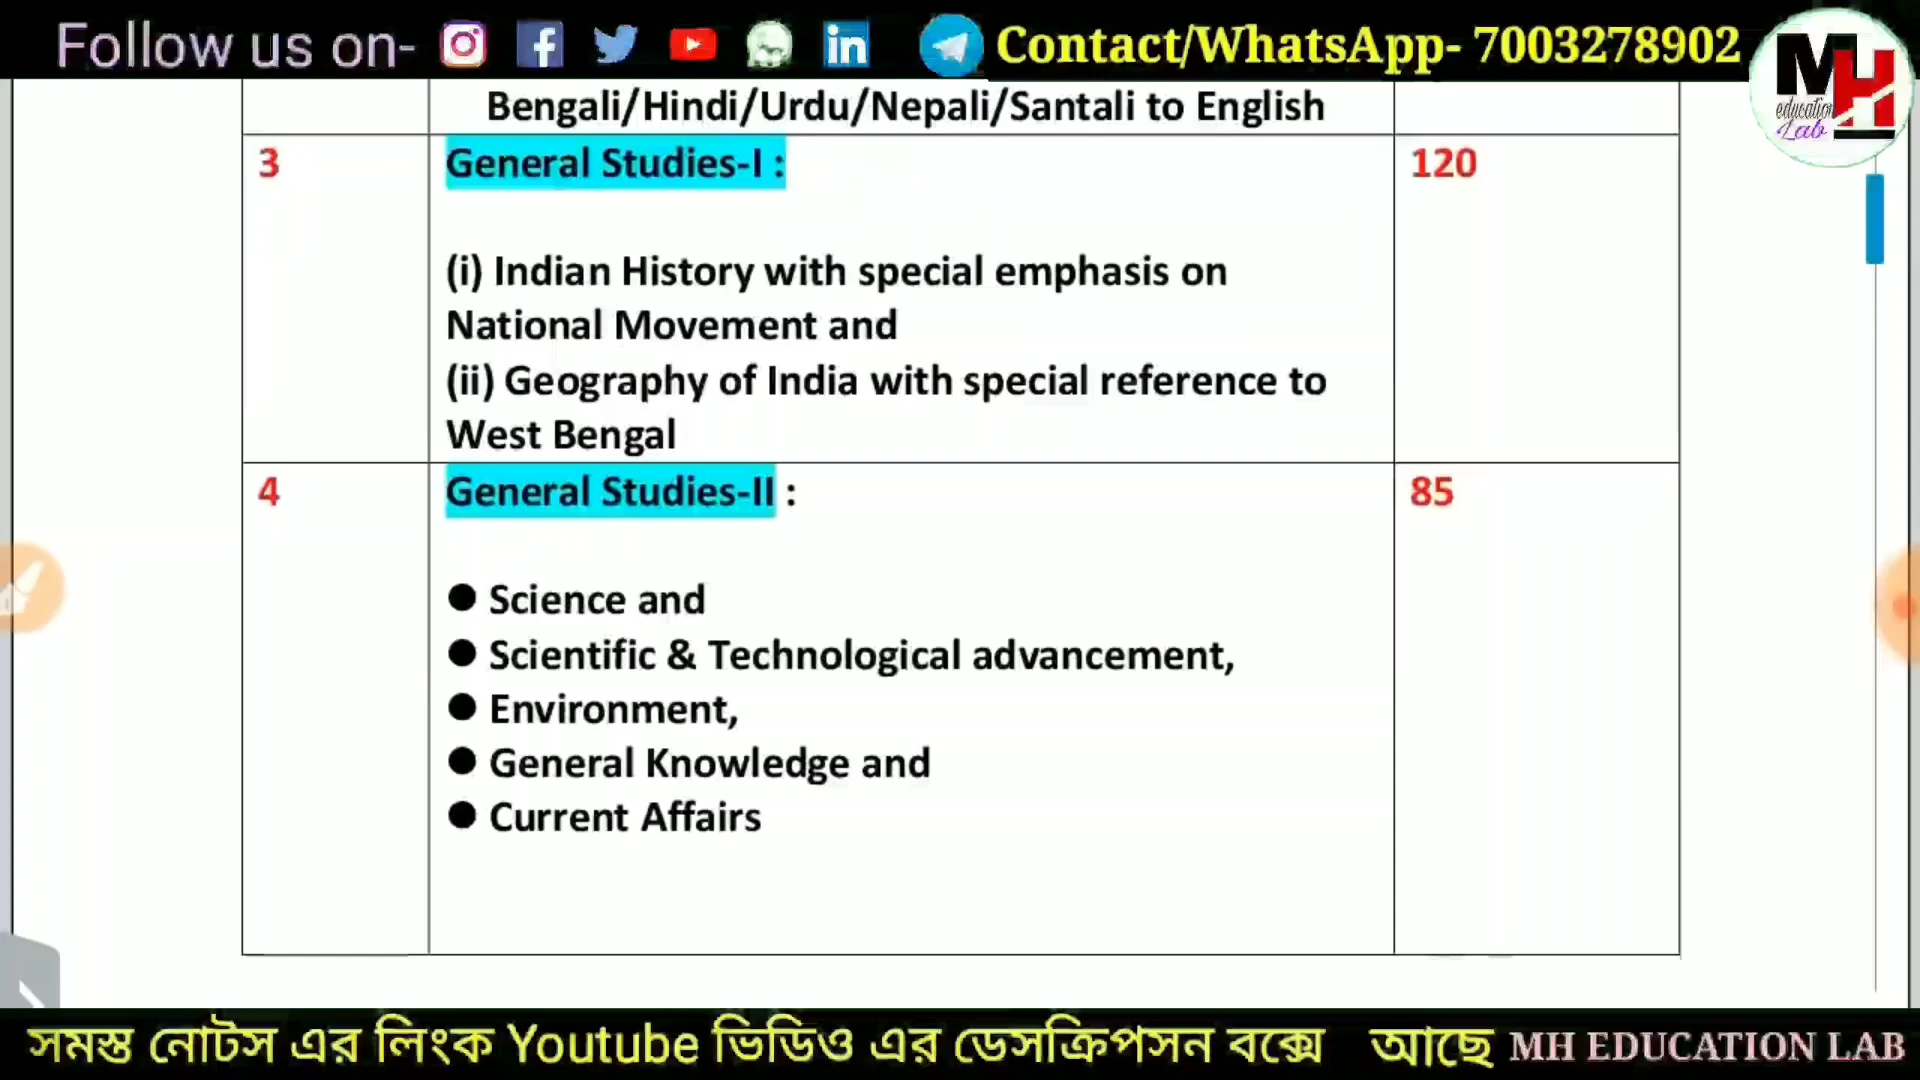 Follow us on-
Contact/WhatsApp- 7003278902
MH
education
Lab
Bengali/Hindi/Urdu/Nepali/Santali to English
3
General Studies-I :
120
(i) Indian History with special emphasis on
National Movement and
(ii) Geography of India with special reference to
West Bengal
4
General Studies-II :
85
● Science and
● Scientific & Technological advancement,
● Environment,
● General Knowledge and
● Current Affairs
সমস্ত নোটস এর লিংক Youtube ভিডিও এর ডেসক্রিপসন বক্সে আছে MH EDUCATION LAB